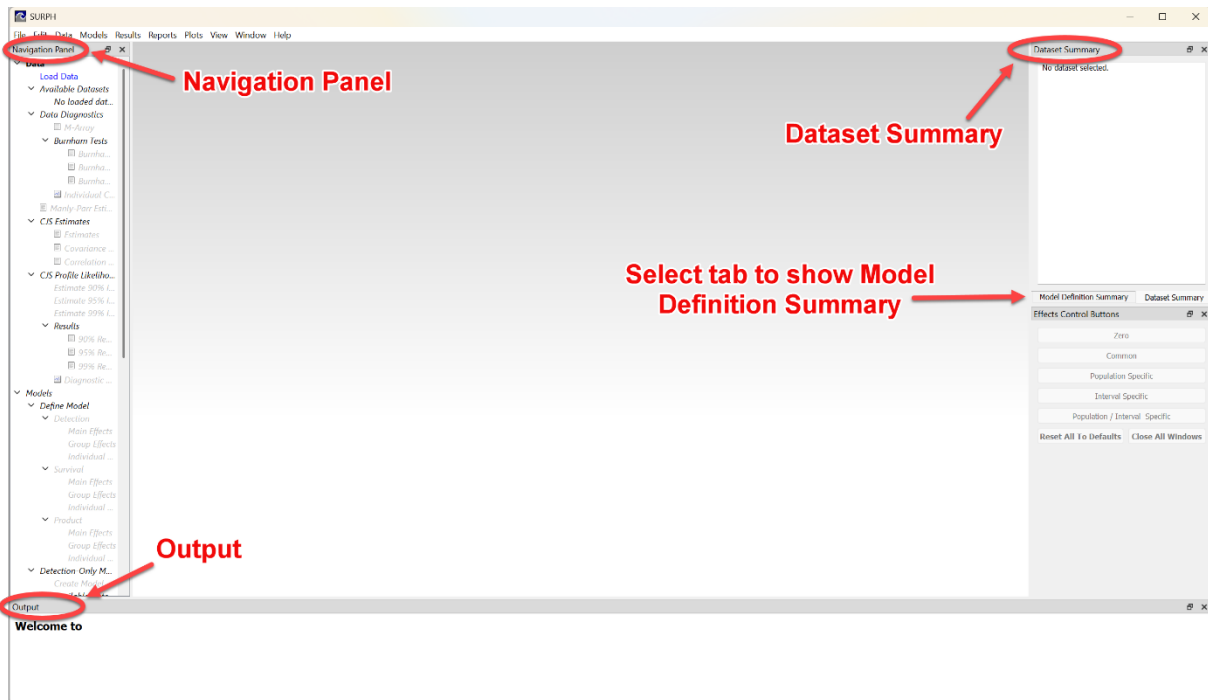 SURPH
File Edit Data Models Results Reports Plots View Window Help
Navigation Panel
Data
Load Data
Available Datasets
No loaded dat...
Data Diagnostics
M-Array
Burnham Tests
Burnha...
Burnha...
Burnha...
Individual C...
Manly-Parr Esti...
CJS Estimates
Estimates
Covariance ...
Correlation ...
CJS Profile Likeliho...
Estimate 90% I...
Estimate 95% I...
Estimate 99% I...
Results
90% Re...
95% Re...
99% Re...
Diagnostic ...
Models
Define Model
Detection
Main Effects
Group Effects
Individual ...
Survival
Main Effects
Group Effects
Individual ...
Product
Main Effects
Group Effects
Individual ...
Detection Only M...
Create Model
Navigation Panel
Dataset Summary
Select tab to show Model
Definition Summary
Output
Dataset Summary
No dataset selected.
Model Definition Summary Dataset Summary
Effects Control Buttons
Zero
Common
Population Specific
Interval Specific
Population / Interval Specific
Reset All To Defaults Close All Windows
Output
Welcome to